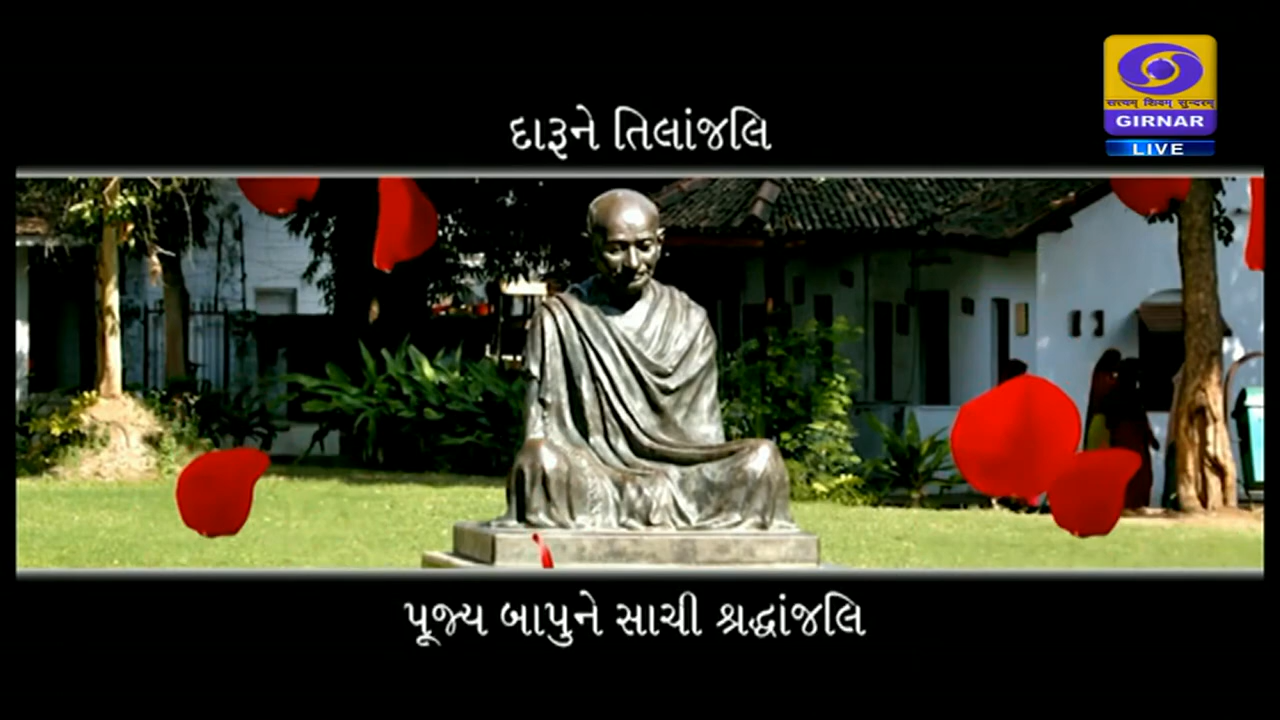 सत्यम् शिवम् सुन्दरम्
GIRNAR
LIVE
દારૂને તિલાંજલિ
પૂજ્ય બાપુને સાચી શ્રદ્ધાંજલિ